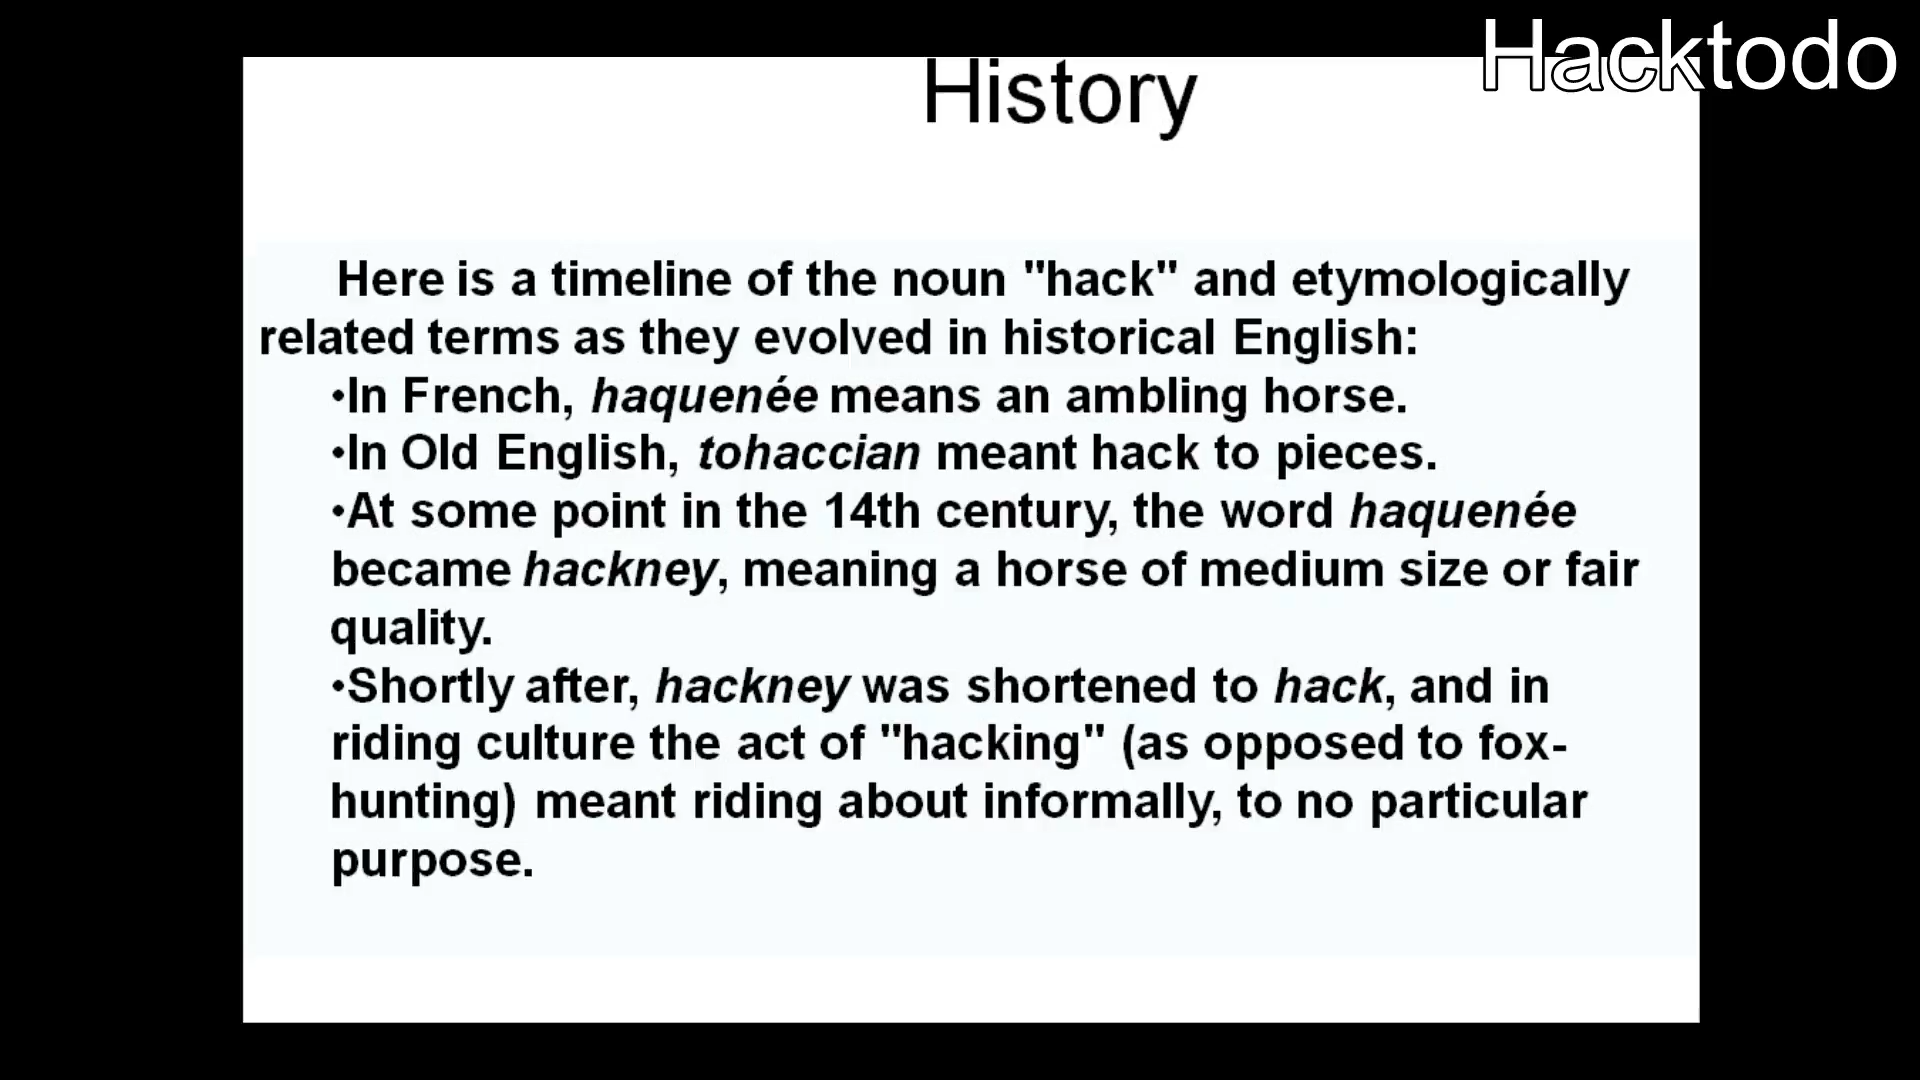 Hacktodo
History
Here is a timeline of the noun "hack" and etymologically
related terms as they evolved in historical English:
•In French, haquenée means an ambling horse.
•In Old English, tohaccian meant hack to pieces.
•At some point in the 14th century, the word haquenée
became hackney, meaning a horse of medium size or fair
quality.
•Shortly after, hackney was shortened to hack, and in
riding culture the act of "hacking" (as opposed to fox-
hunting) meant riding about informally, to no particular
purpose.